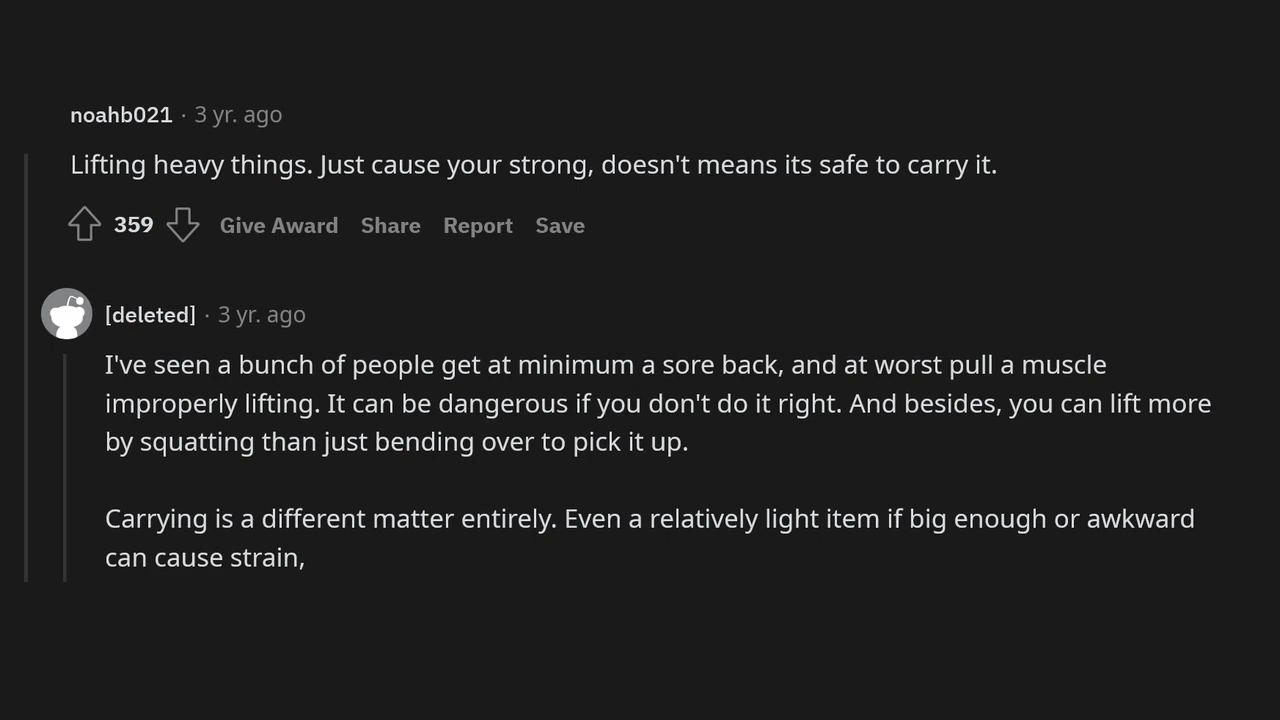 noahb021 · 3 yr. ago
Lifting heavy things. Just cause your strong, doesn't means its safe to carry it.
359 Give Award Share Report Save
[deleted] · 3 yr. ago
I've seen a bunch of people get at minimum a sore back, and at worst pull a muscle
improperly lifting. It can be dangerous if you don't do it right. And besides, you can lift more
by squatting than just bending over to pick it up.
Carrying is a different matter entirely. Even a relatively light item if big enough or awkward
can cause strain,